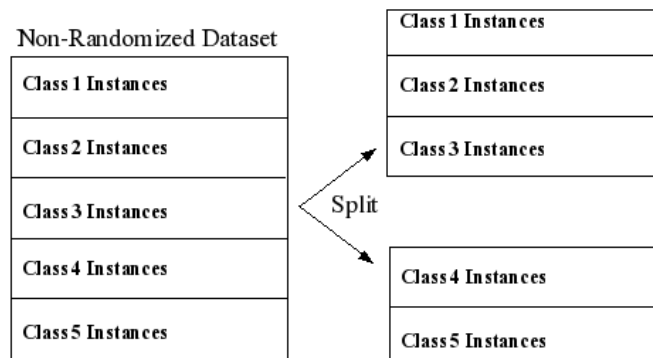 Non-Randomized Dataset
Class 1 Instances
Class 2 Instances
Class 3 Instances
Class 4 Instances
Class 5 Instances
Split
Class 1 Instances
Class 2 Instances
Class 3 Instances
Class 4 Instances
Class 5 Instances